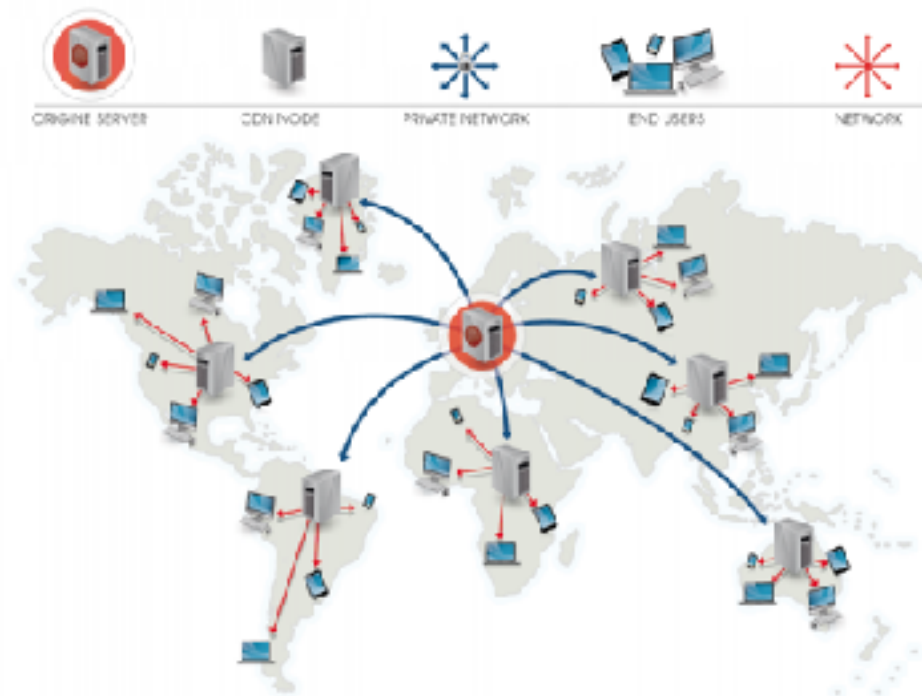 ORIGINE SERVER
CDN NODE
PRIVATE NETWORK
END USERS
NETWORK